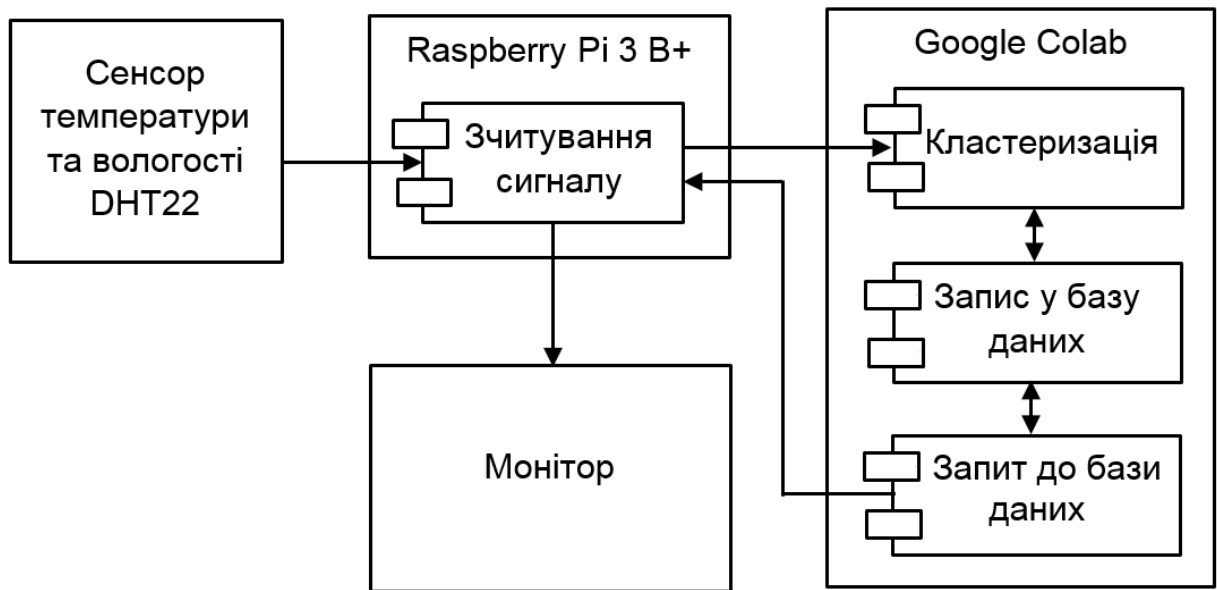 Сенсор
температури
та вологості
DHT22
Raspberry Pi 3 B+
Зчитування
сигналу
Монітор
Google Colab
Кластеризація
Запис у базу
даних
Запит до бази
даних